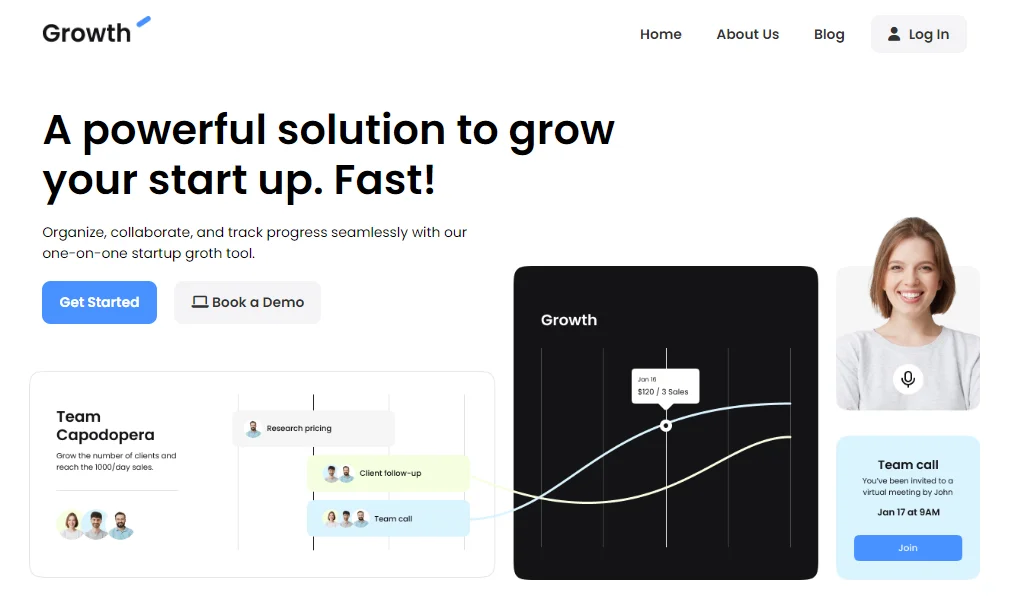 Growth
Home
About Us
Blog
Log In
A powerful solution to grow
your start up. Fast!
Organize, collaborate, and track progress seamlessly with our
one-on-one startup groth tool.
Get Started
Book a Demo
Team
Capodopera
Grow the number of clients and
reach the 1000/day sales.
Research pricing
Client follow-up
Team call
Growth
Jan 16
$120 / 3 Sales
Team call
You've been invited to a
virtual meeting by John
Jan 17 at 9AM
Join